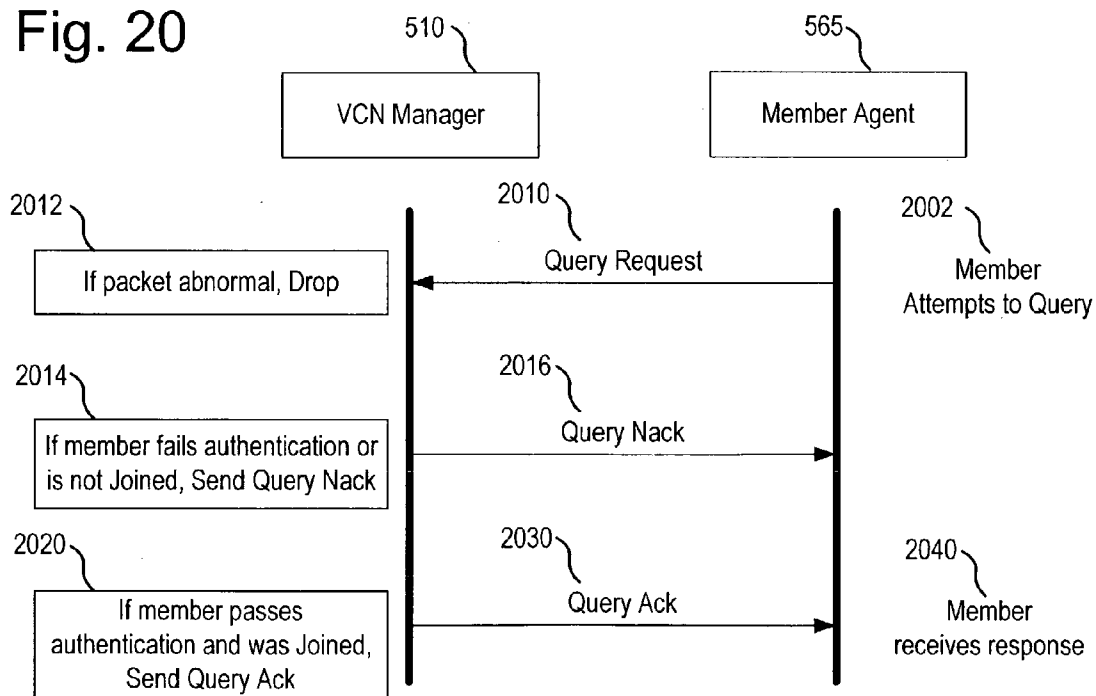 Fig. 20
510
565
VCN Manager
Member Agent
2012
2010
2002
If packet abnormal, Drop
Query Request
Member
Attempts to Query
2014
2016
If member fails authentication or
is not Joined, Send Query Nack
Query Nack
2020
2030
2040
If member passes
authentication and was Joined,
Send Query Ack
Query Ack
Member
receives response